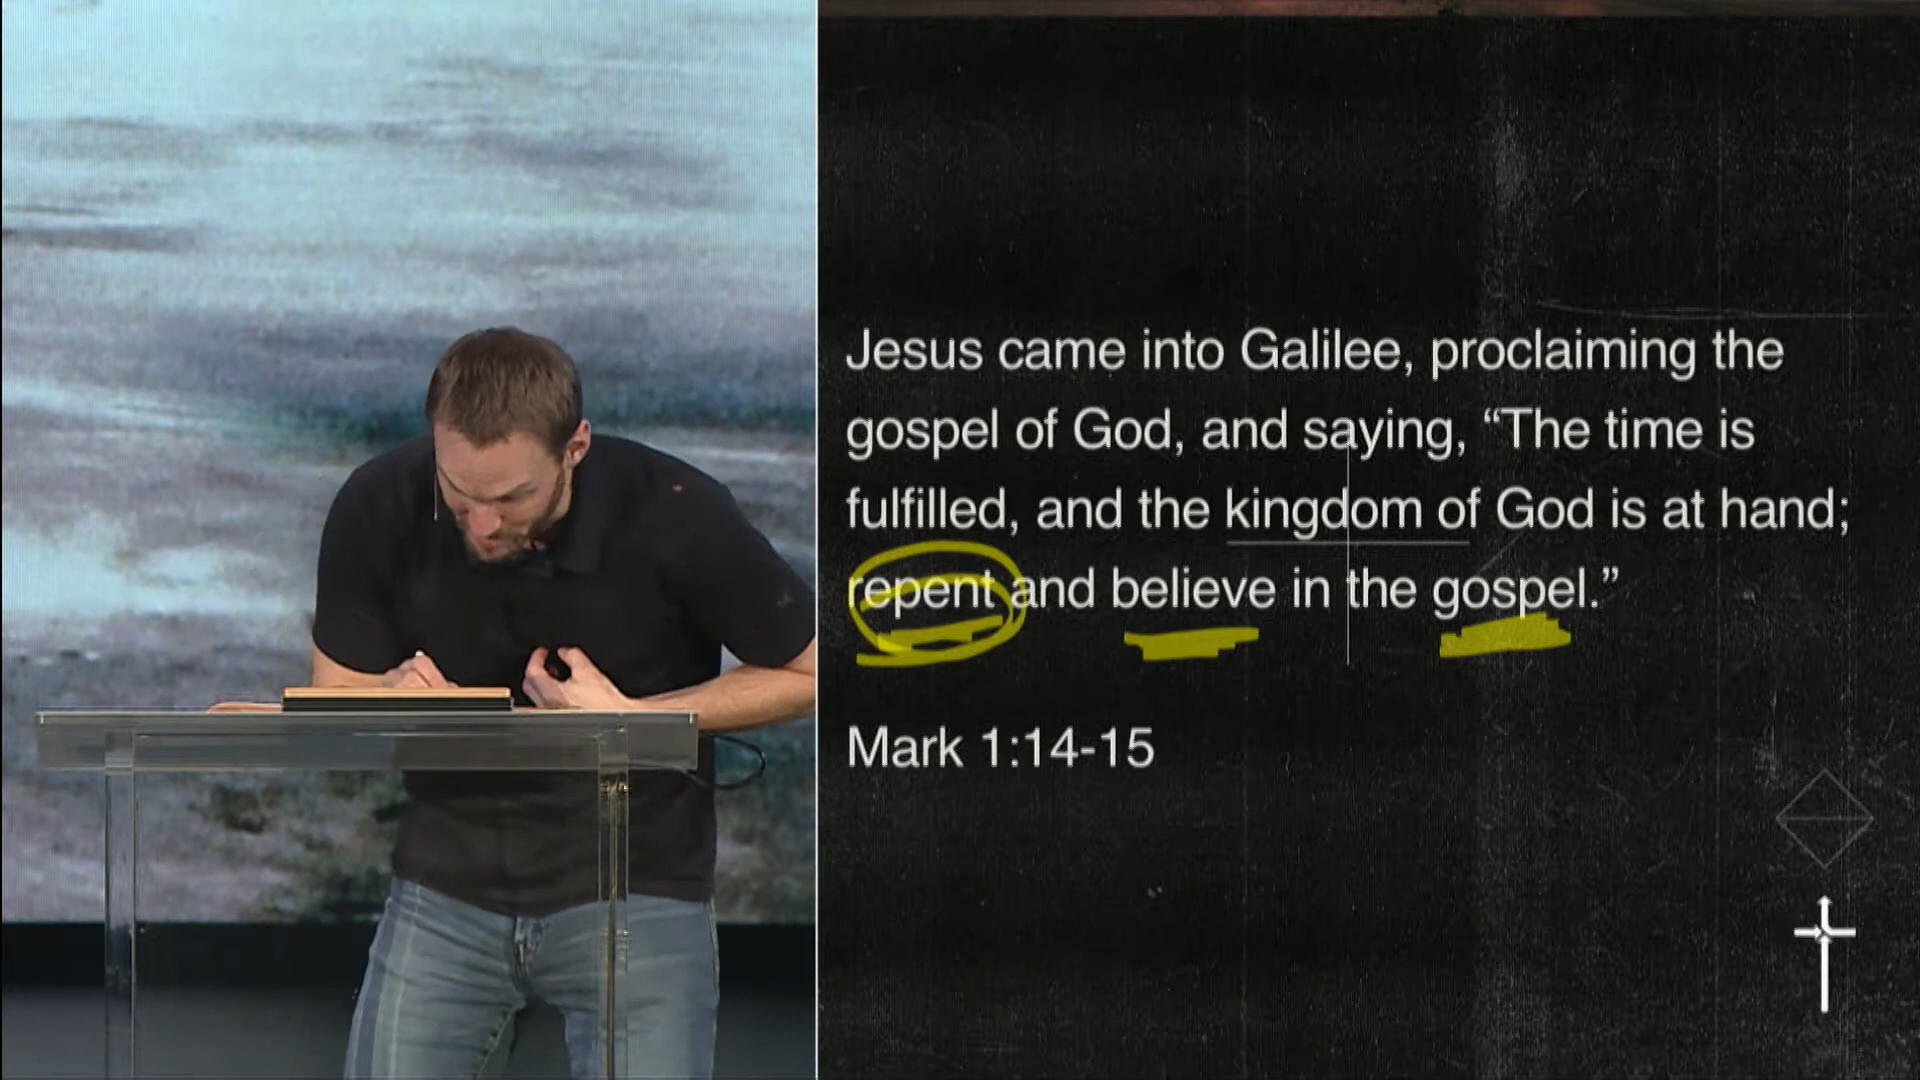 Jesus came into Galilee, proclaiming the
gospel of God, and saying, “The time is
fulfilled, and the kingdom of God is at hand;
repent and believe in the gospel.”
Mark 1:14-15